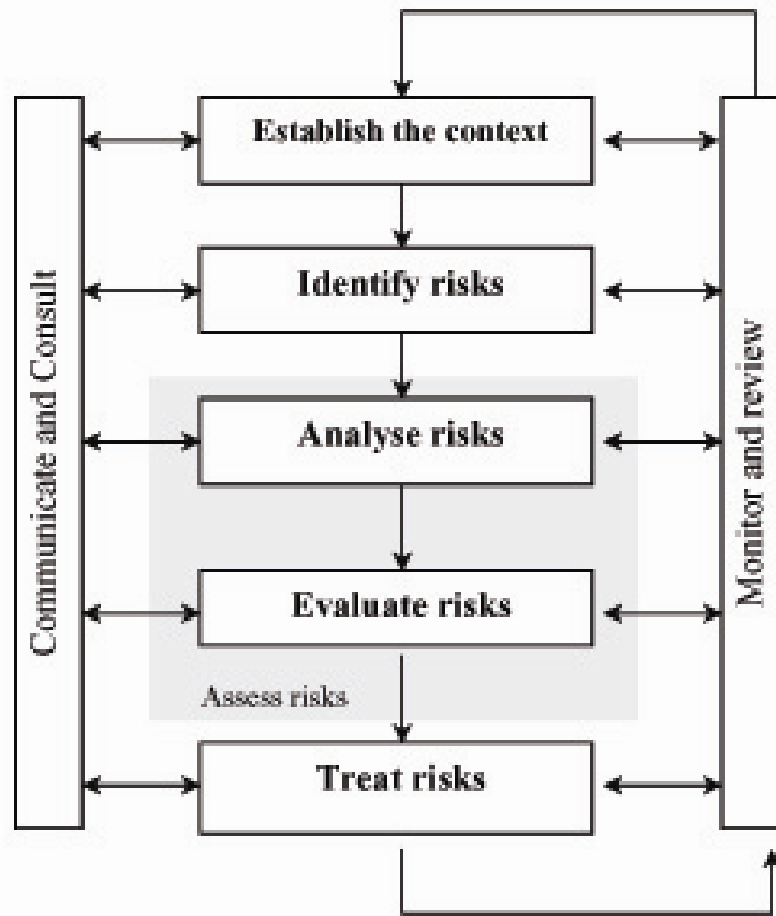 Establish the context
Identify risks
Analyse risks
Evaluate risks
Assess risks
Treat risks
Communicate and Consult
Monitor and review